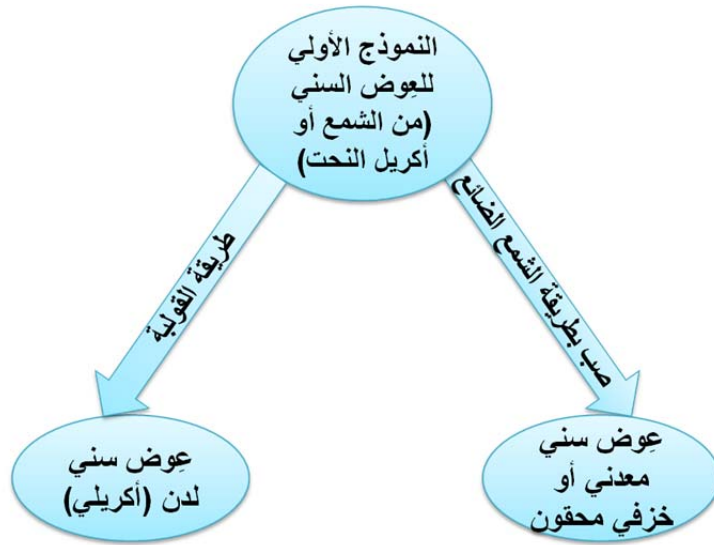 النموذج الأولي
للعِوض السني
(من الشمع أو
أكريل النحت)
صب بطريقة الشمع الضائع
طريقة القولبة
عِوض سني
معدني أو
خزفي محقون
عِوض سني
لدن (أكريلي)